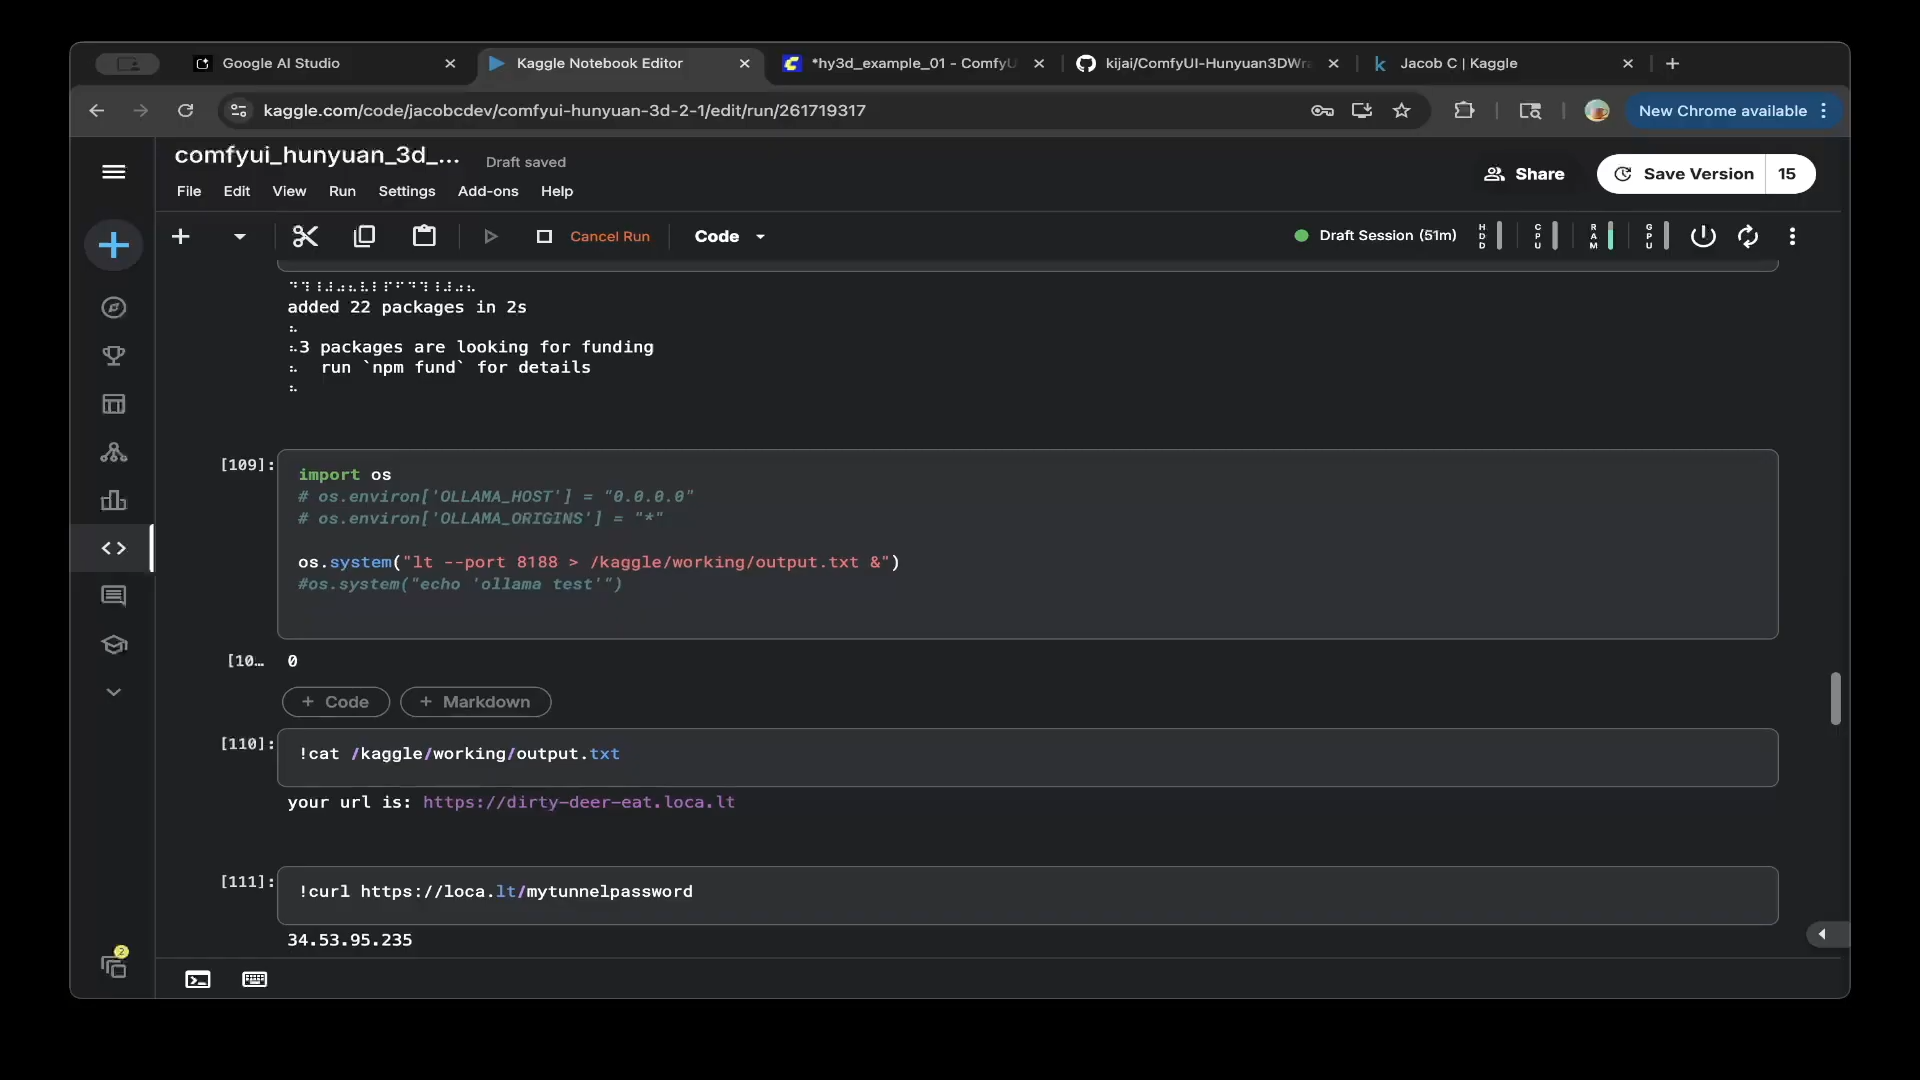 Google AI Studio
Kaggle Notebook Editor
*hy3d_example_01 - ComfyU
kijai/ComfyUI-Hunyuan3DWra
Jacob C | Kaggle
kaggle.com/code/jacobcdev/comfyui-hunyuan-3d-2-1/edit/run/261719317
New Chrome available
comfyui_hunyuan_3d_...
Draft saved
File Edit View Run Settings Add-ons Help
Share
Save Version 15
Cancel Run
Code
Draft Session (51m)
HDD
CPU
RAM
GPU
added 22 packages in 2s
3 packages are looking for funding
run `npm fund` for details
[109]:
import os
# os.environ['OLLAMA_HOST'] = "0.0.0.0"
# os.environ['OLLAMA_ORIGINS'] = "*"
os.system("lt --port 8188 > /kaggle/working/output.txt &")
#os.system("echo 'ollama test'")
[10… 0
+ Code + Markdown
[110]:
!cat /kaggle/working/output.txt
your url is: https://dirty-deer-eat.loca.lt
[111]:
!curl https://loca.lt/mytunnelpassword
34.53.95.235
2